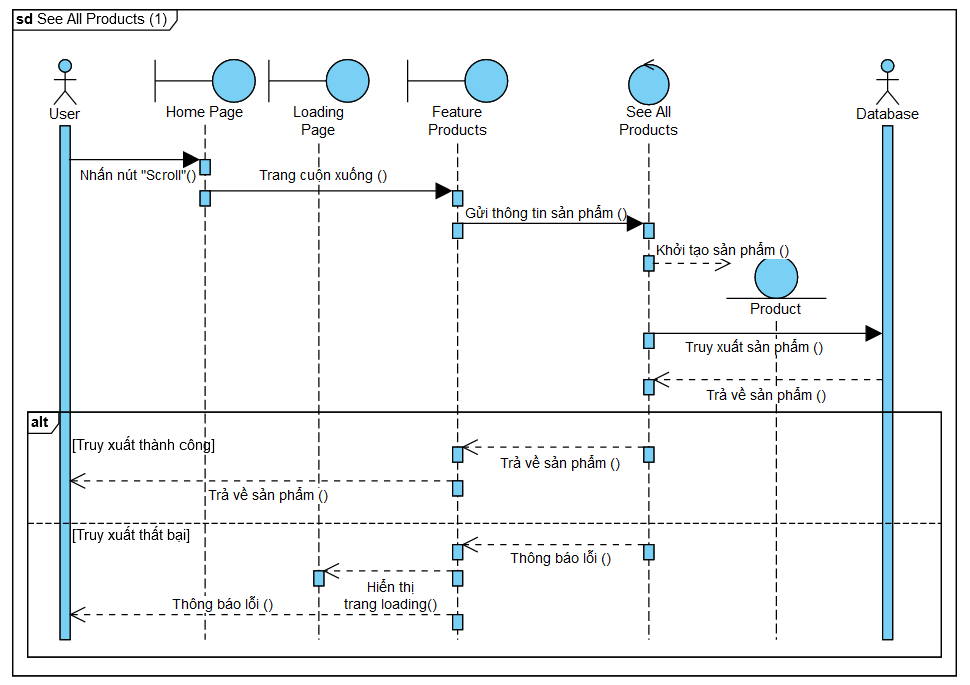 sd See All Products (1)
User
Home Page
Loading
Page
Feature
Products
See All
Products
Database
Nhấn nút "Scroll"()
Trang cuộn xuống ()
Gửi thông tin sản phẩm ()
Khởi tạo sản phẩm ()
Product
Truy xuất sản phẩm ()
Trả về sản phẩm ()
alt
[Truy xuất thành công]
Trả về sản phẩm ()
Trả về sản phẩm ()
[Truy xuất thất bại]
Thông báo lỗi ()
Hiển thị
trang loading()
Thông báo lỗi ()